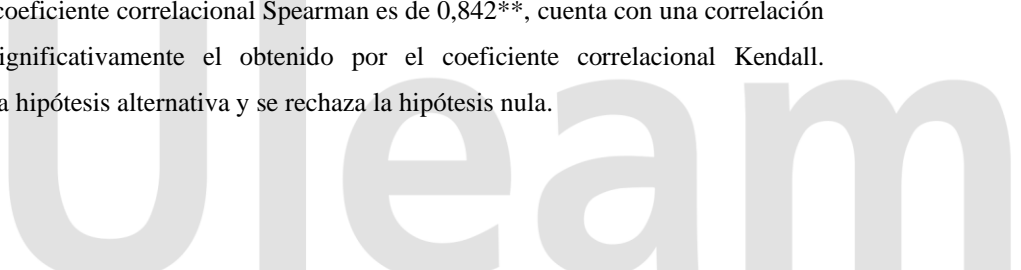 coeficiente correlacional Spearman es de 0,842**, cuenta con una correlación
ignificativamente el obtenido por el coeficiente correlacional Kendall.
a hipótesis alternativa y se rechaza la hipótesis nula.
Uleam